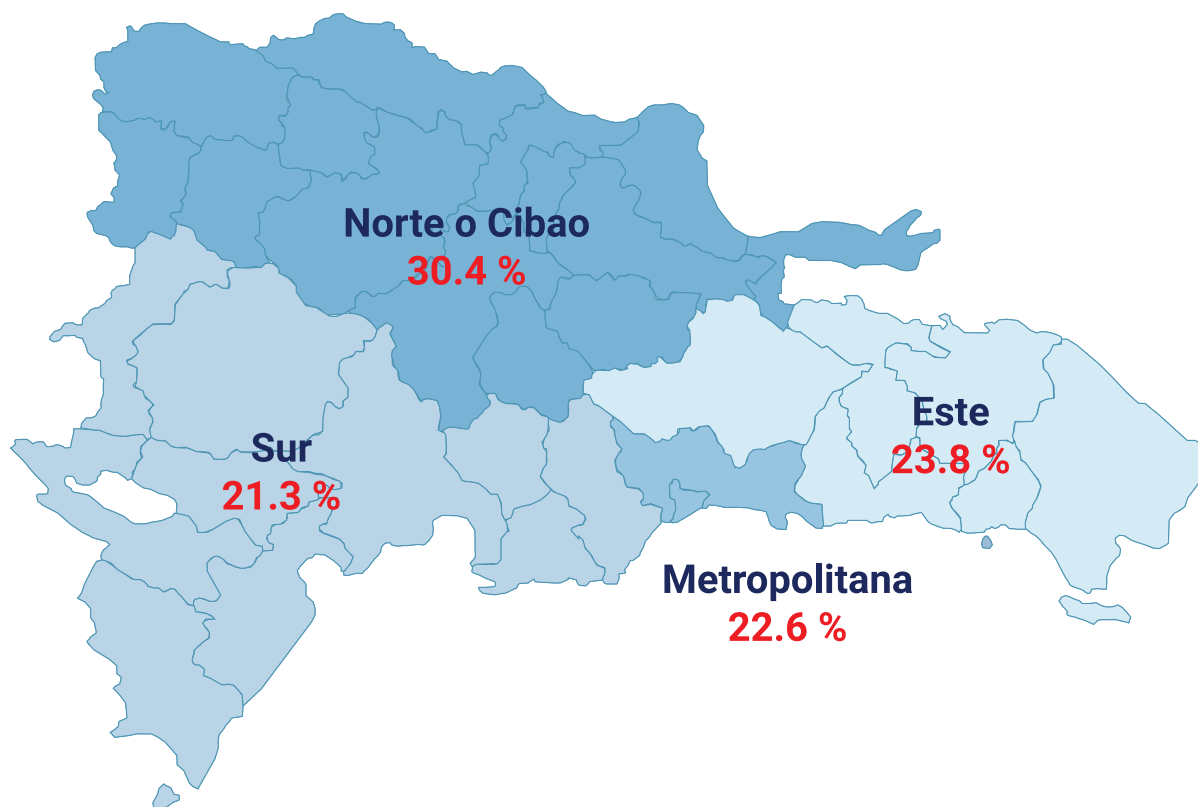 Norte o Cibao
30.4 %
Este
23.8 %
Sur
21.3 %
Metropolitana
22.6 %